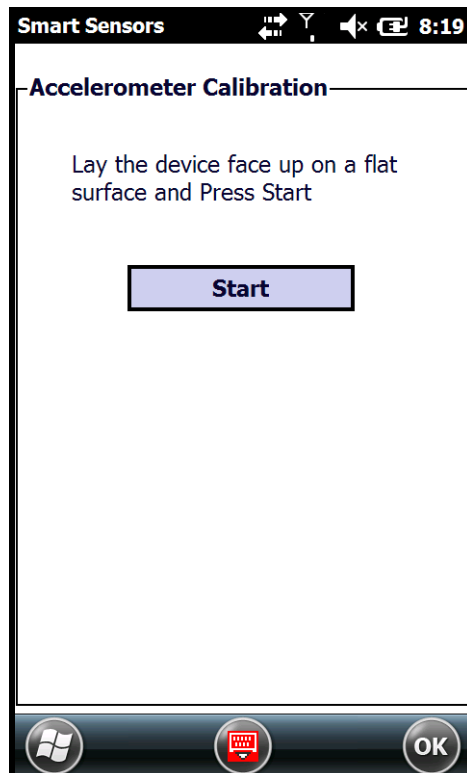 Smart Sensors 8:19
Accelerometer Calibration
Lay the device face up on a flat
surface and Press Start
Start
OK